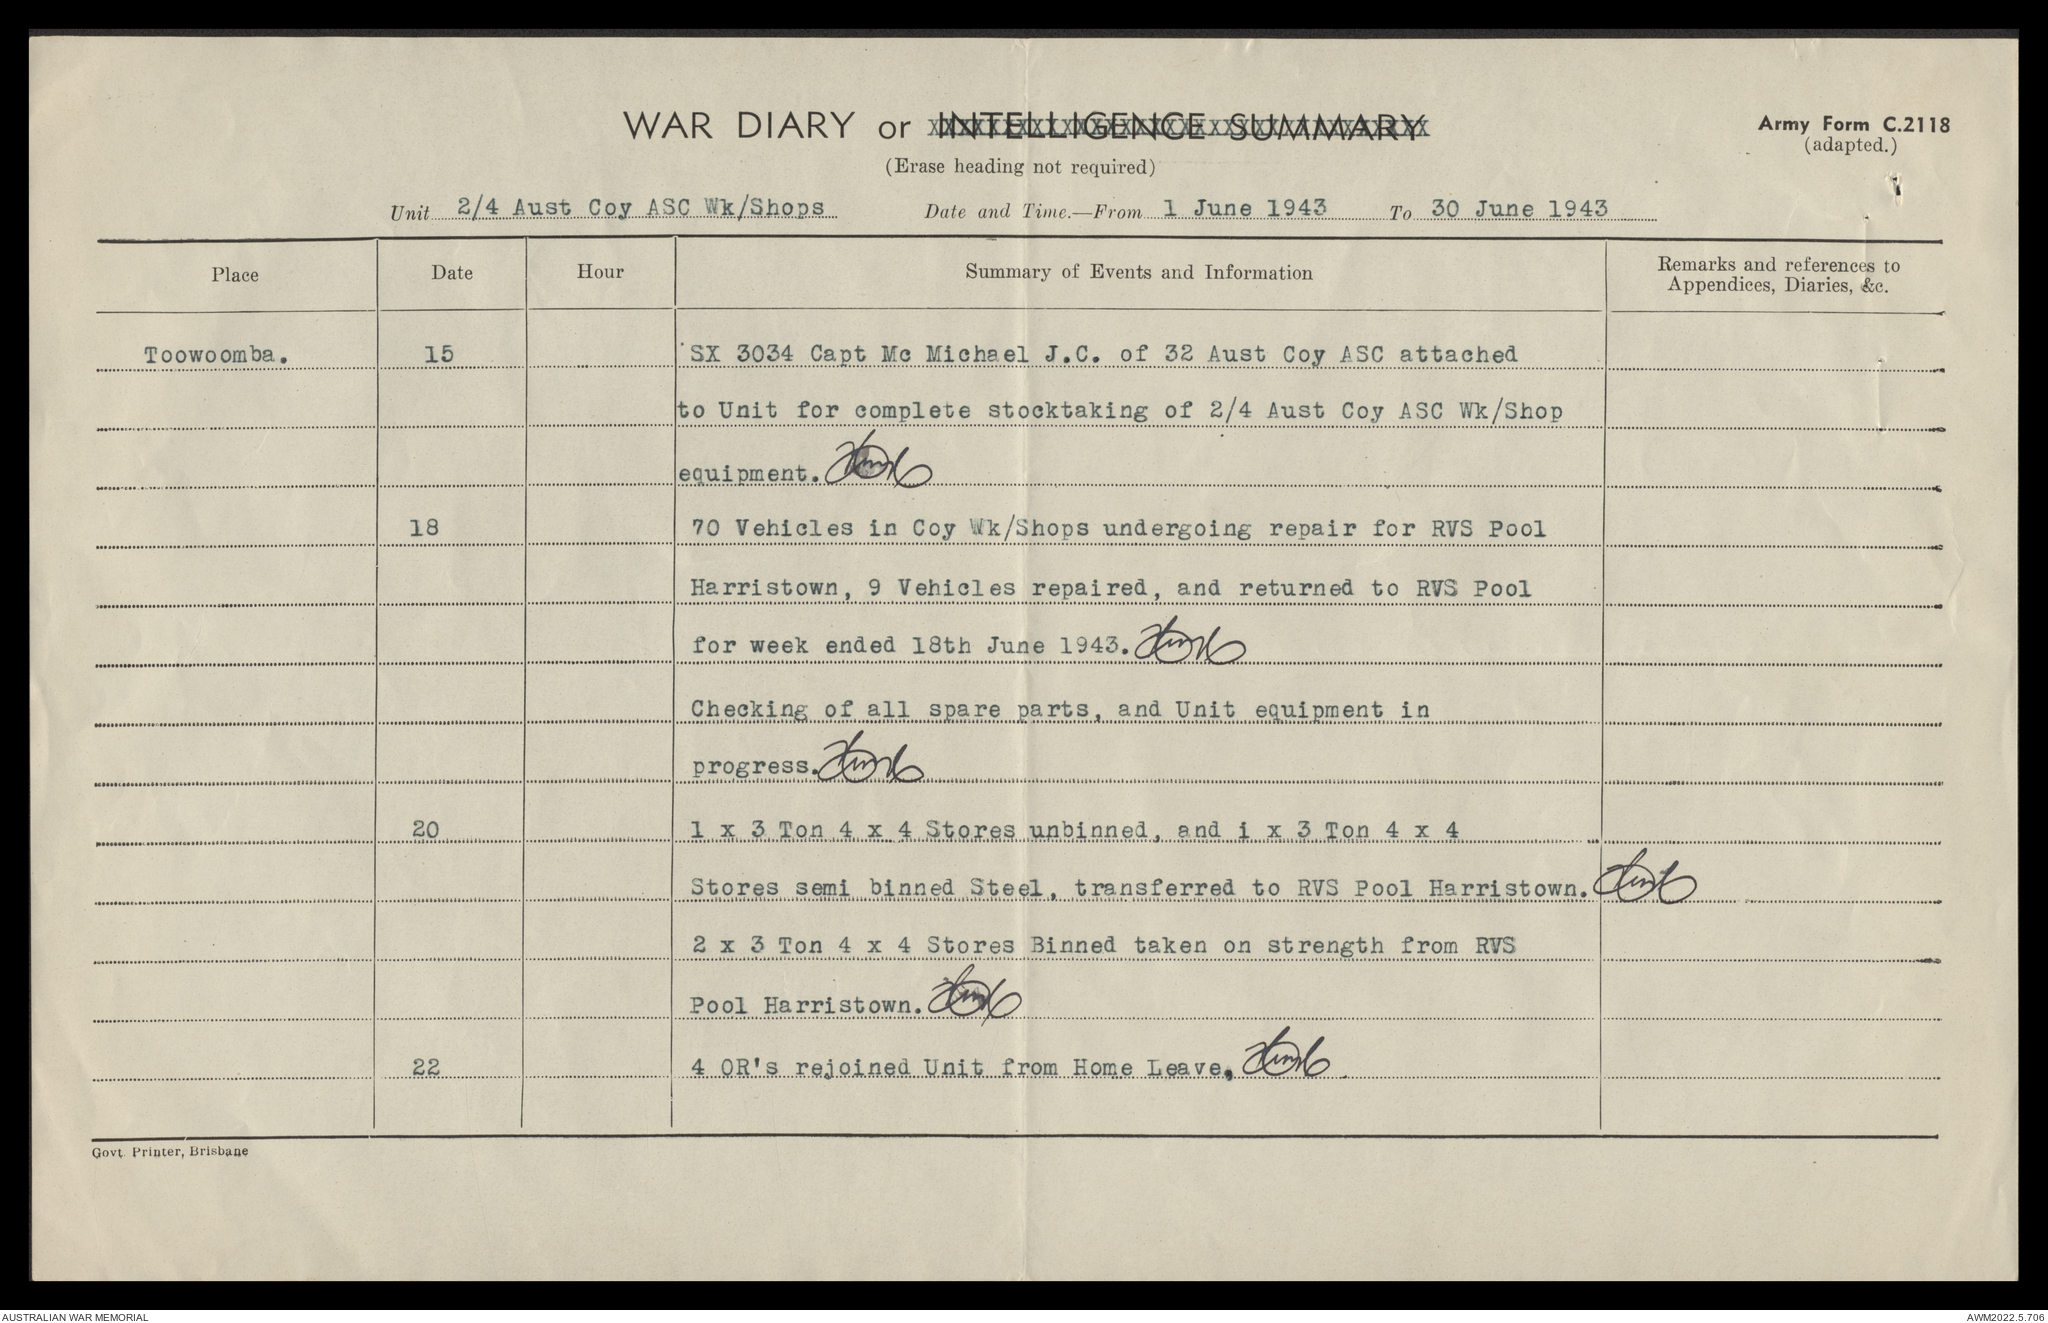 WAR DIARY or INTELLIGENCE SUMMARY
Army Form C.2118
(adapted.)
(Erase heading not required)
Unit 2/4 Aust Coy ASC Wk/Shops Date and Time.—From 1 June 1943 To 30 June 1943
Place Date Hour Summary of Events and Information Remarks and references to
Appendices, Diaries, &c.
Toowoomba. 15 SX 3034 Capt Mc Michael J.C. of 32 Aust Coy ASC attached
to Unit for complete stocktaking of 2/4 Aust Coy ASC Wk/Shop
equipment.
18 70 Vehicles in Coy Wk/Shops undergoing repair for RVS Pool
Harristown, 9 Vehicles repaired, and returned to RVS Pool
for week ended 18th June 1943.
Checking of all spare parts, and Unit equipment in
progress.
20 1 x 3 Ton 4 x 4 Stores unbinned, and i x 3 Ton 4 x 4
Stores semi binned Steel, transferred to RVS Pool Harristown.
2 x 3 Ton 4 x 4 Stores Binned taken on strength from RVS
Pool Harristown.
22 4 OR's rejoined Unit from Home Leave.
Govt. Printer, Brisbane
AUSTRALIAN WAR MEMORIAL
AWM2022.5.706